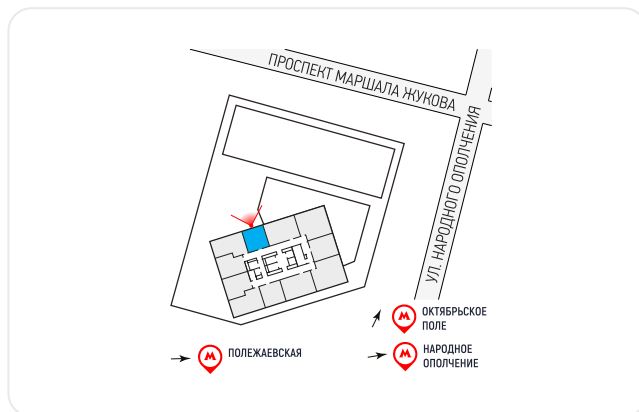 ПРОСПЕКТ МАРШАЛА ЖУКОВА
УЛ. НАРОДНОГО ОПОЛЧЕНИЯ
ОКТЯБРЬСКОЕ
ПОЛЕ
ПОЛЕЖАЕВСКАЯ
НАРОДНОЕ
ОПОЛЧЕНИЕ